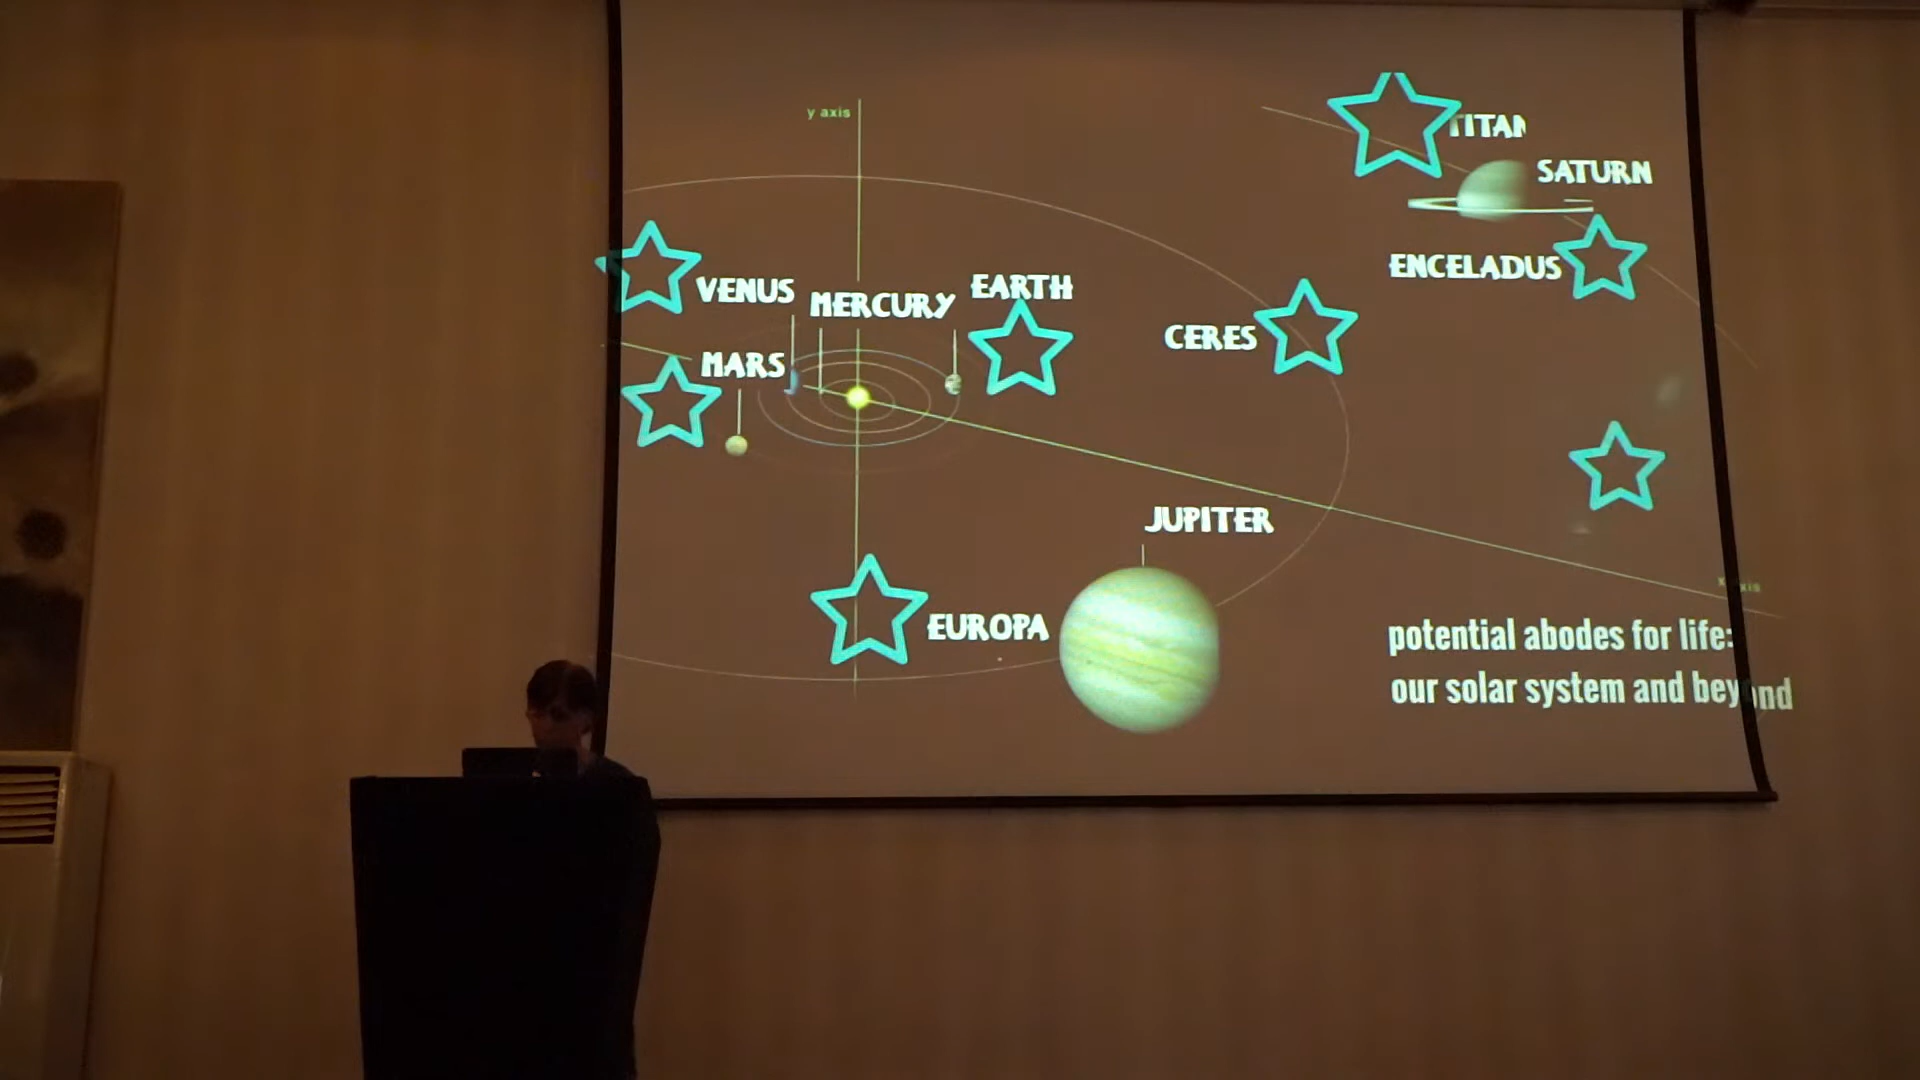 y axis
TITAN
SATURN
ENCELADUS
VENUS
MERCURY
EARTH
CERES
MARS
JUPITER
EUROPA
x axis
potential abodes for life:
our solar system and beyond